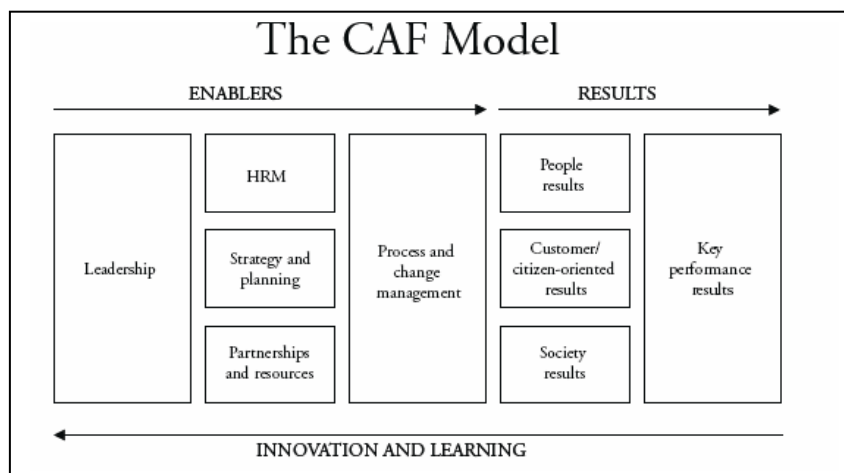 The CAF Model
ENABLERS
RESULTS
Leadership
HRM
Strategy and
planning
Partnerships
and resources
Process and
change
management
People
results
Customer/
citizen-oriented
results
Society
results
Key
performance
results
INNOVATION AND LEARNING